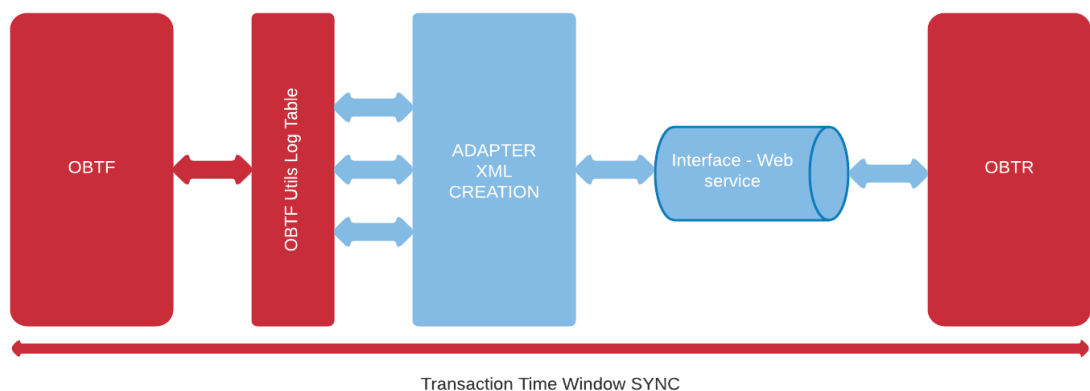 OBTF
OBTF Utils Log Table
ADAPTER
XML
CREATION
Interface - Web
service
OBTR
Transaction Time Window SYNC